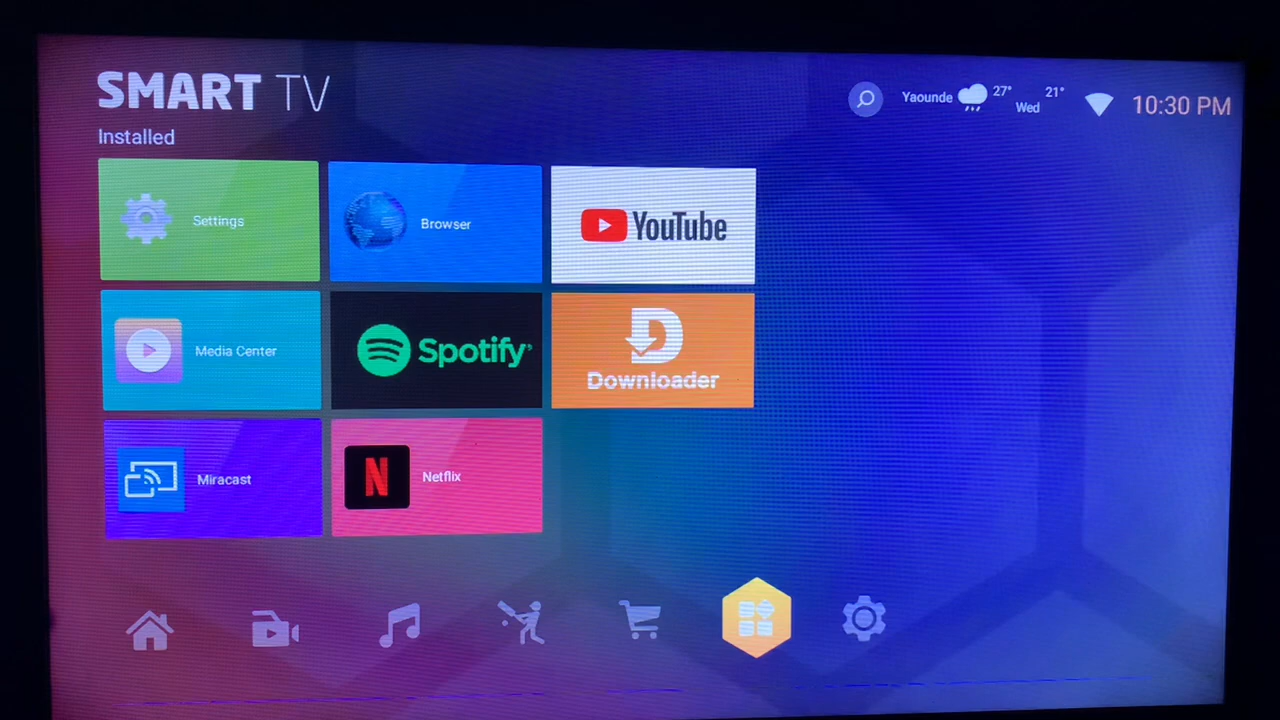 SMART TV
Yaounde 27° Wed 21° 10:30 PM
Installed
Settings
Browser
YouTube
Media Center
Spotify®
D
Downloader
Miracast
N
Netflix